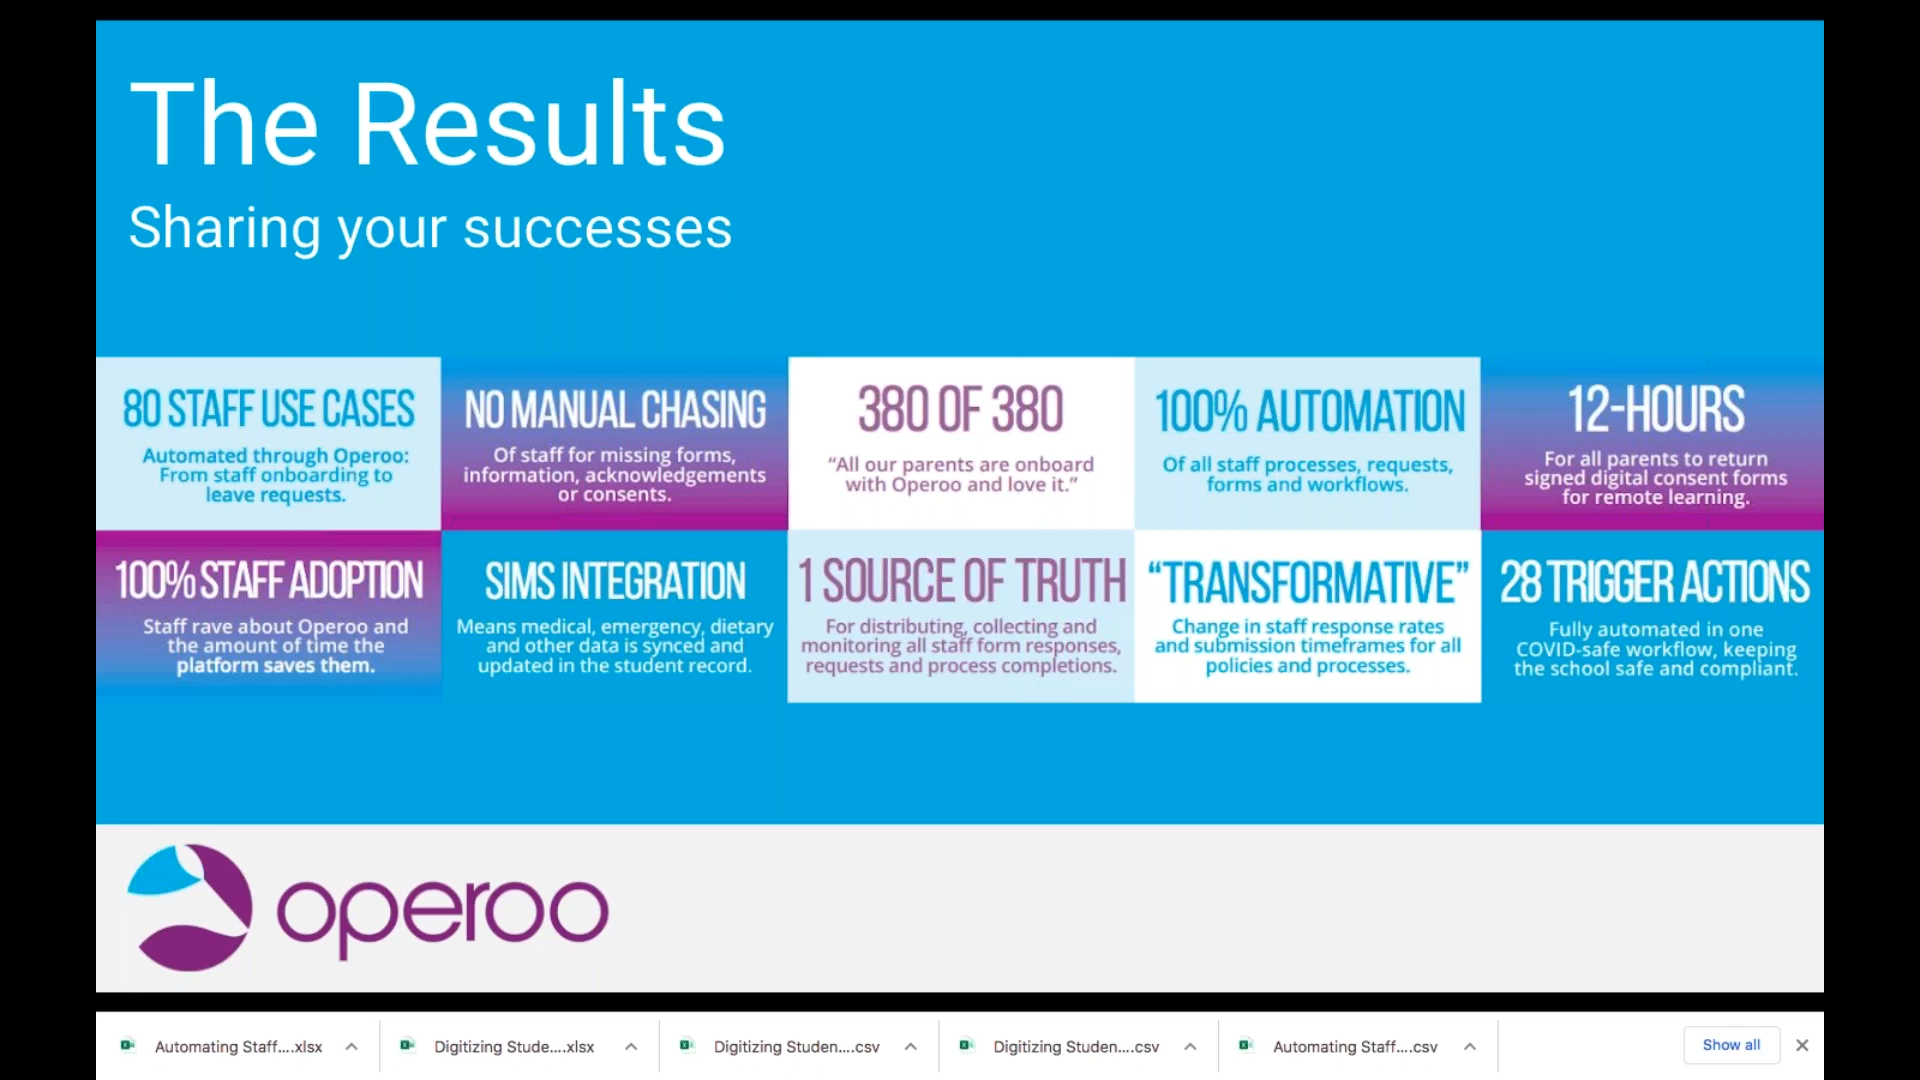 The Results
Sharing your successes
80 STAFF USE CASES
Automated through Operoo:
From staff onboarding to
leave requests.
NO MANUAL CHASING
Of staff for missing forms,
information, acknowledgements
or consents.
380 OF 380
“All our parents are onboard
with Operoo and love it.”
100% AUTOMATION
Of all staff processes, requests,
forms and workflows.
12-HOURS
For all parents to return
signed digital consent forms
for remote learning.
100% STAFF ADOPTION
Staff rave about Operoo and
the amount of time the
platform saves them.
SIMS INTEGRATION
Means medical, emergency, dietary
and other data is synced and
updated in the student record.
1 SOURCE OF TRUTH
For distributing, collecting and
monitoring all staff form responses,
requests and process completions.
“TRANSFORMATIVE”
Change in staff response rates
and submission timeframes for all
policies and processes.
28 TRIGGER ACTIONS
Fully automated in one
COVID-safe workflow, keeping
the school safe and compliant.
operoo
Automating Staff....xlsx
Digitizing Stude....xlsx
Digitizing Studen....csv
Digitizing Studen....csv
Automating Staff....csv
Show all